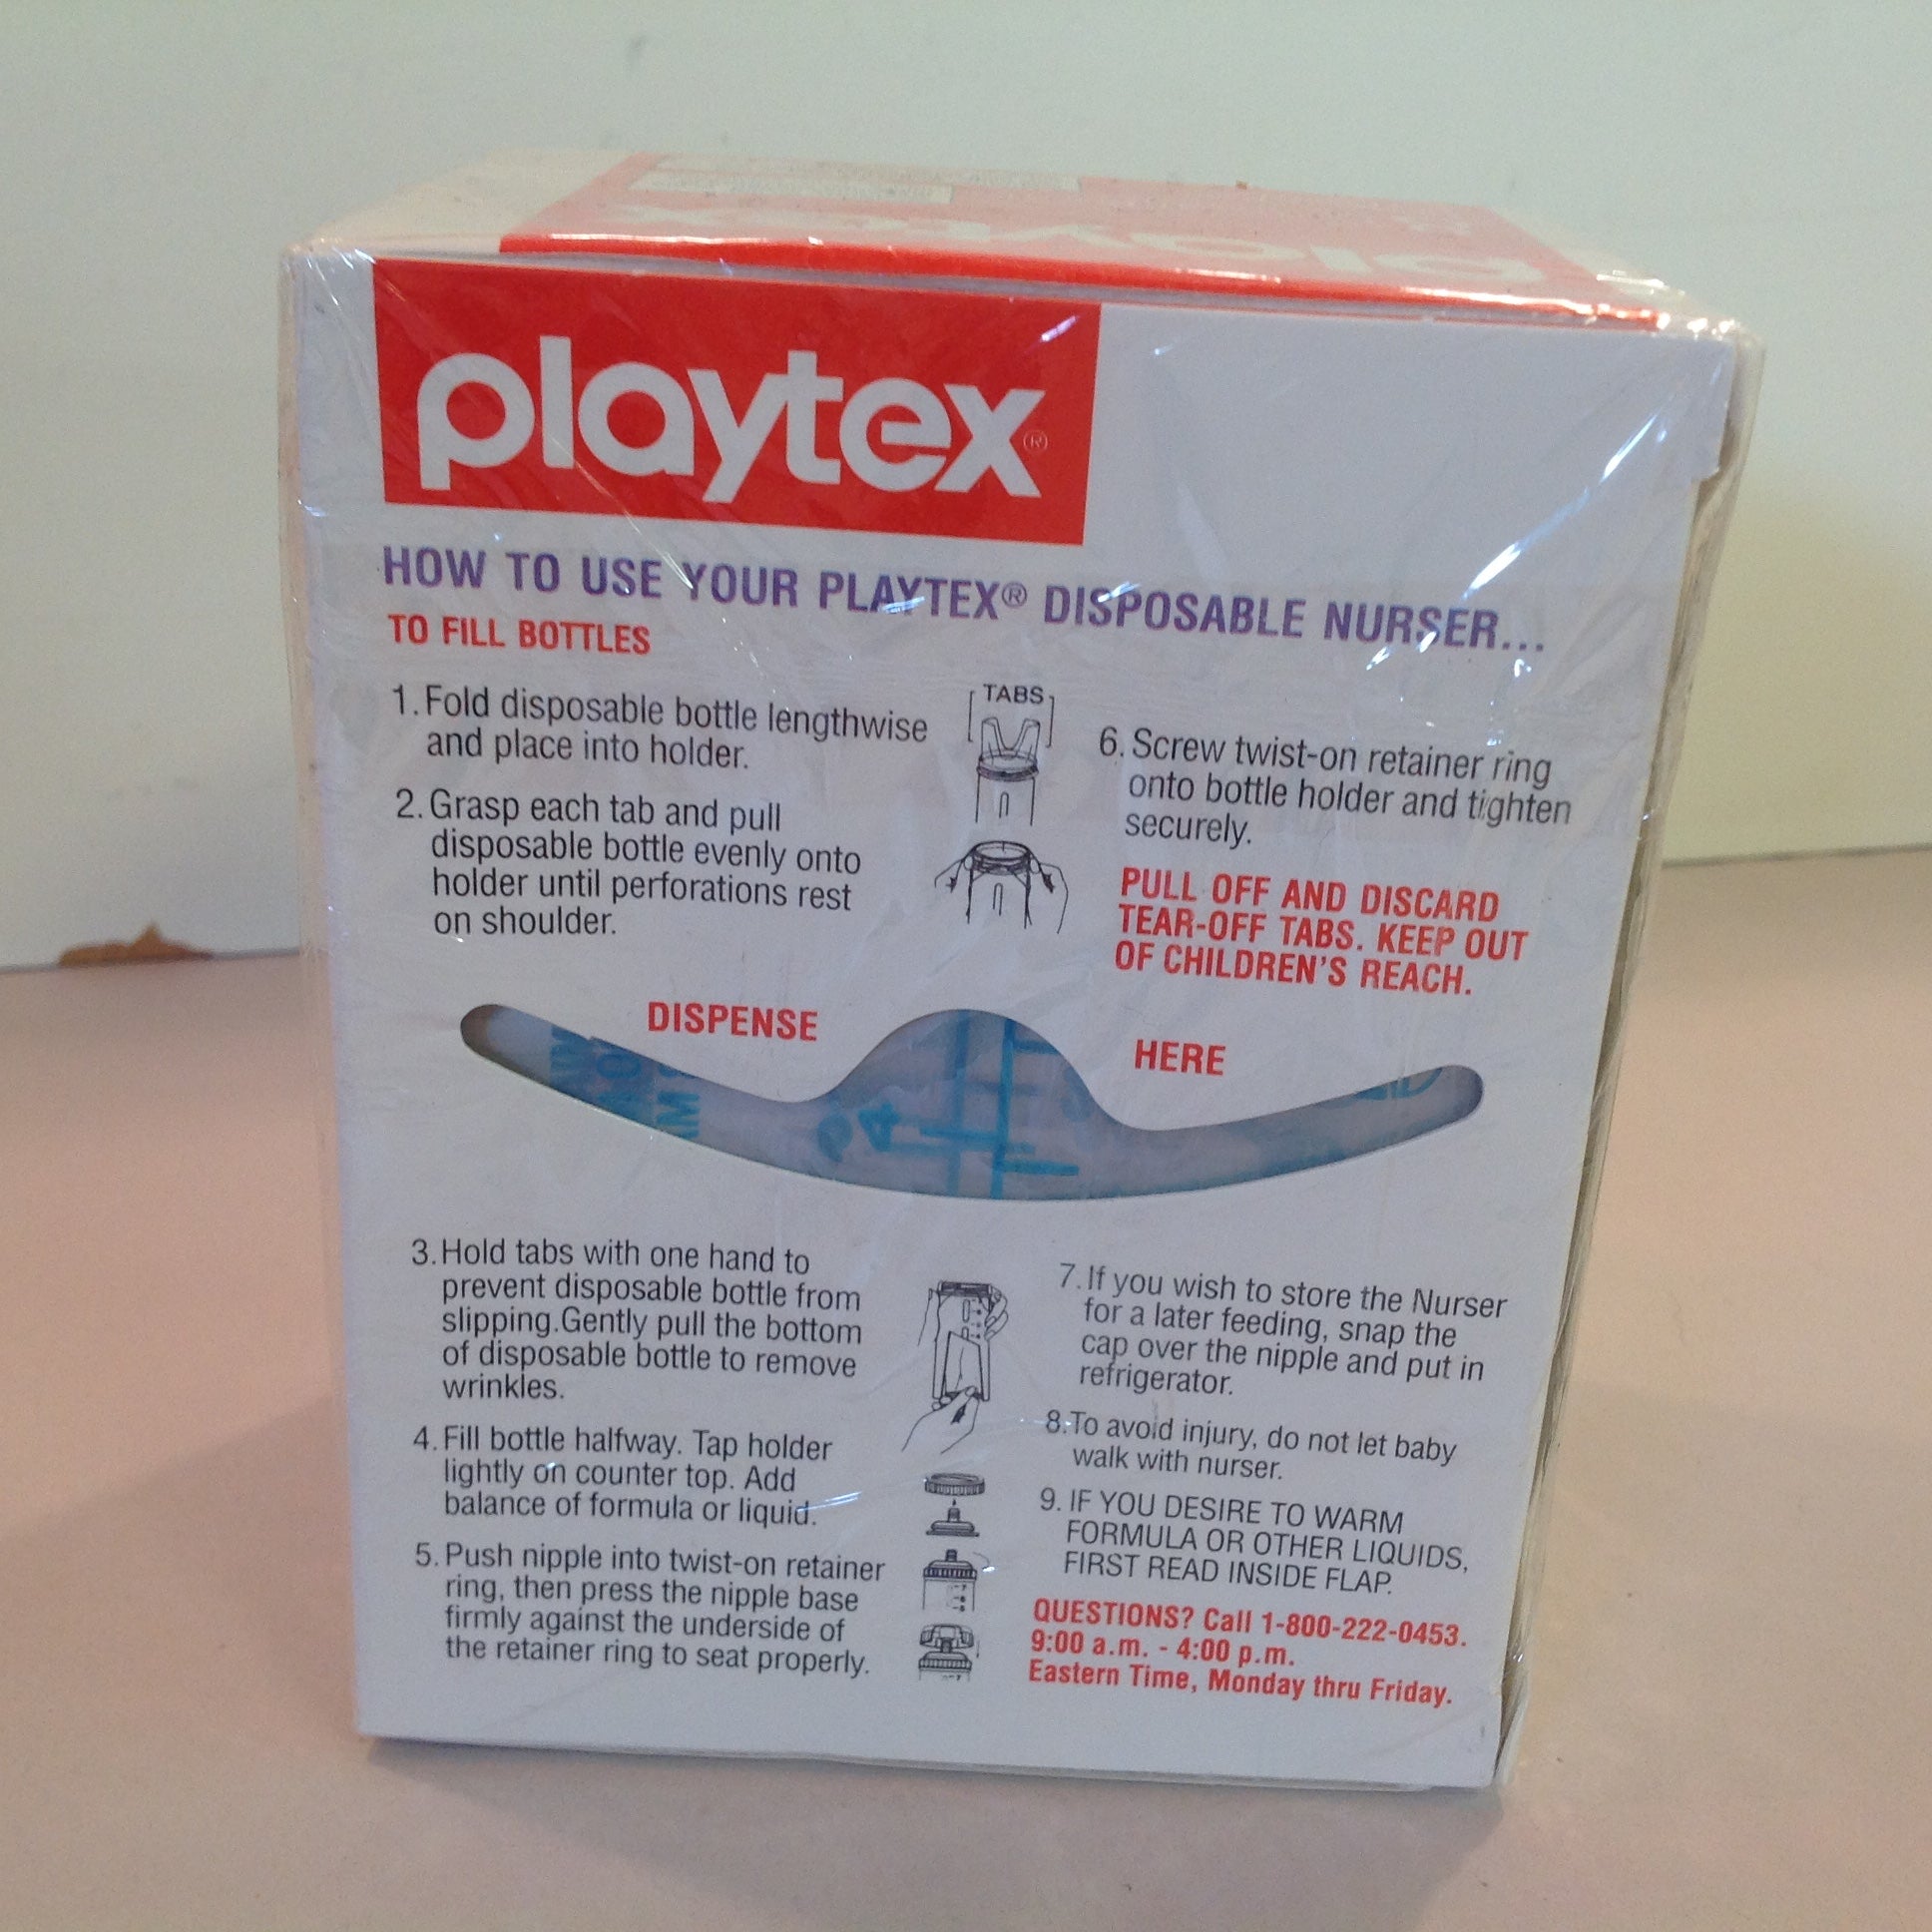 playtex®
HOW TO USE YOUR PLAYTEX® DISPOSABLE NURSER...
TO FILL BOTTLES
1. Fold disposable bottle lengthwise
and place into holder.
2. Grasp each tab and pull
disposable bottle evenly onto
holder until perforations rest
on shoulder.
TABS
6. Screw twist-on retainer ring
onto bottle holder and tighten
securely.
PULL OFF AND DISCARD
TEAR-OFF TABS. KEEP OUT
OF CHILDREN'S REACH.
DISPENSE HERE
4
3. Hold tabs with one hand to
prevent disposable bottle from
slipping.Gently pull the bottom
of disposable bottle to remove
wrinkles.
4. Fill bottle halfway. Tap holder
lightly on counter top. Add
balance of formula or liquid.
5. Push nipple into twist-on retainer
ring, then press the nipple base
firmly against the underside of
the retainer ring to seat properly.
7. If you wish to store the Nurser
for a later feeding, snap the
cap over the nipple and put in
refrigerator.
8. To avoid injury, do not let baby
walk with nurser.
9. IF YOU DESIRE TO WARM
FORMULA OR OTHER LIQUIDS,
FIRST READ INSIDE FLAP.
QUESTIONS? Call 1-800-222-0453.
9:00 a.m. - 4:00 p.m.
Eastern Time, Monday thru Friday.